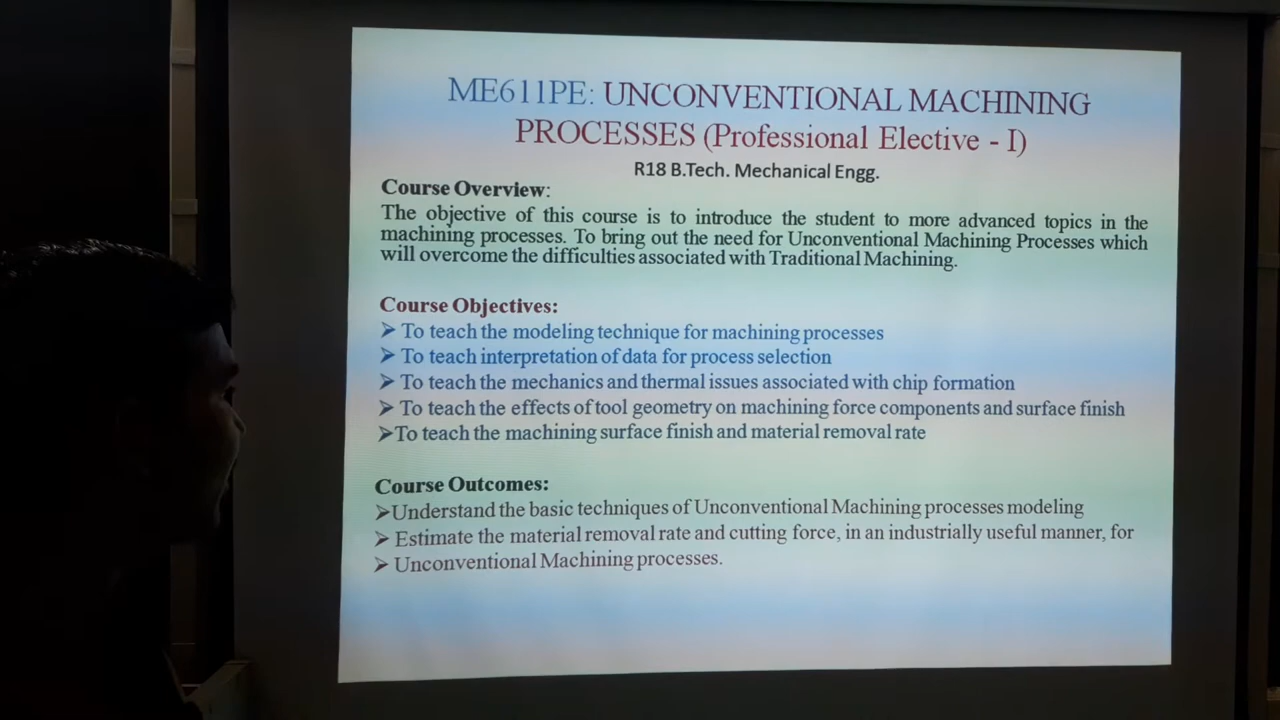 ME611PE: UNCONVENTIONAL MACHINING
PROCESSES (Professional Elective - I)
R18 B.Tech. Mechanical Engg.
Course Overview:
The objective of this course is to introduce the student to more advanced topics in the
machining processes. To bring out the need for Unconventional Machining Processes which
will overcome the difficulties associated with Traditional Machining.
Course Objectives:
➢ To teach the modeling technique for machining processes
➢ To teach interpretation of data for process selection
➢ To teach the mechanics and thermal issues associated with chip formation
➢ To teach the effects of tool geometry on machining force components and surface finish
➢To teach the machining surface finish and material removal rate
Course Outcomes:
➢Understand the basic techniques of Unconventional Machining processes modeling
➢ Estimate the material removal rate and cutting force, in an industrially useful manner, for
➢ Unconventional Machining processes.